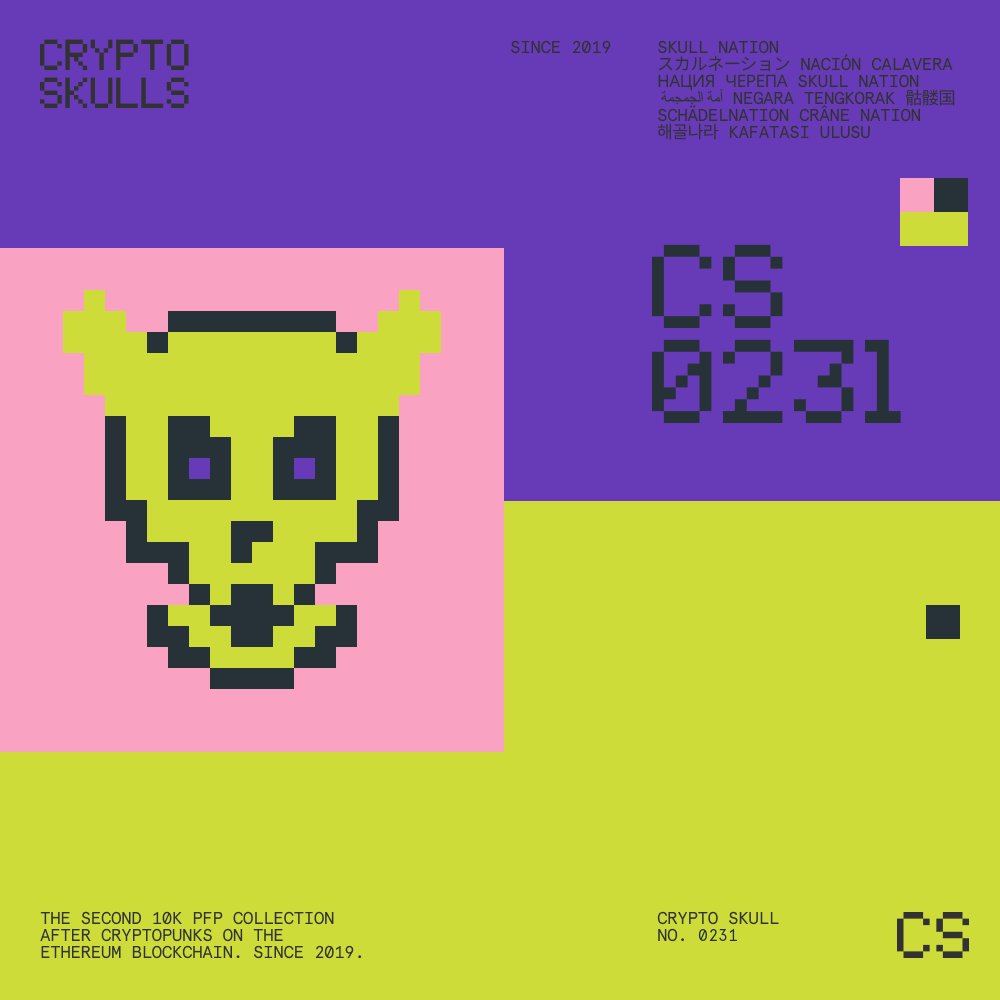 CRYPTO
SKULLS
SINCE 2019
SKULL NATION
スカルネーション NACIÓN CALAVERA
НАЦИЯ ЧЕРЕПА SKULL NATION
أمة الجمجمة NEGARA TENGKORAK 骷髅国
SCHÄDELNATION CRÂNE NATION
해골나라 KAFATASI ULUSU
CS
0231
THE SECOND 10K PFP COLLECTION
AFTER CRYPTOPUNKS ON THE
ETHEREUM BLOCKCHAIN. SINCE 2019.
CRYPTO SKULL
NO. 0231
CS